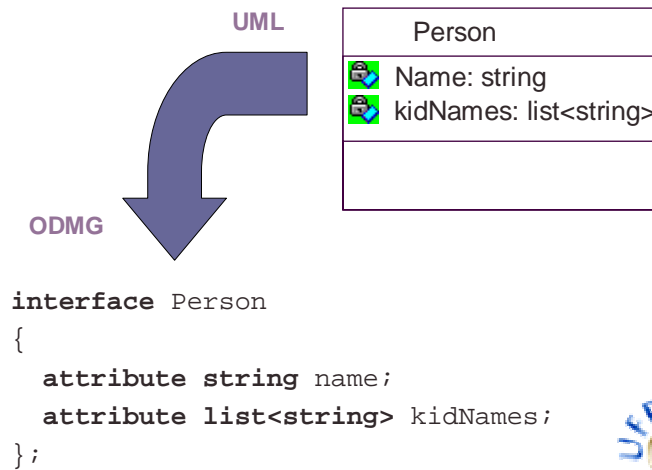 UML
Person
Name: string
kidNames: list<string>
ODMG
interface Person
{
attribute string name;
attribute list<string> kidNames;
};